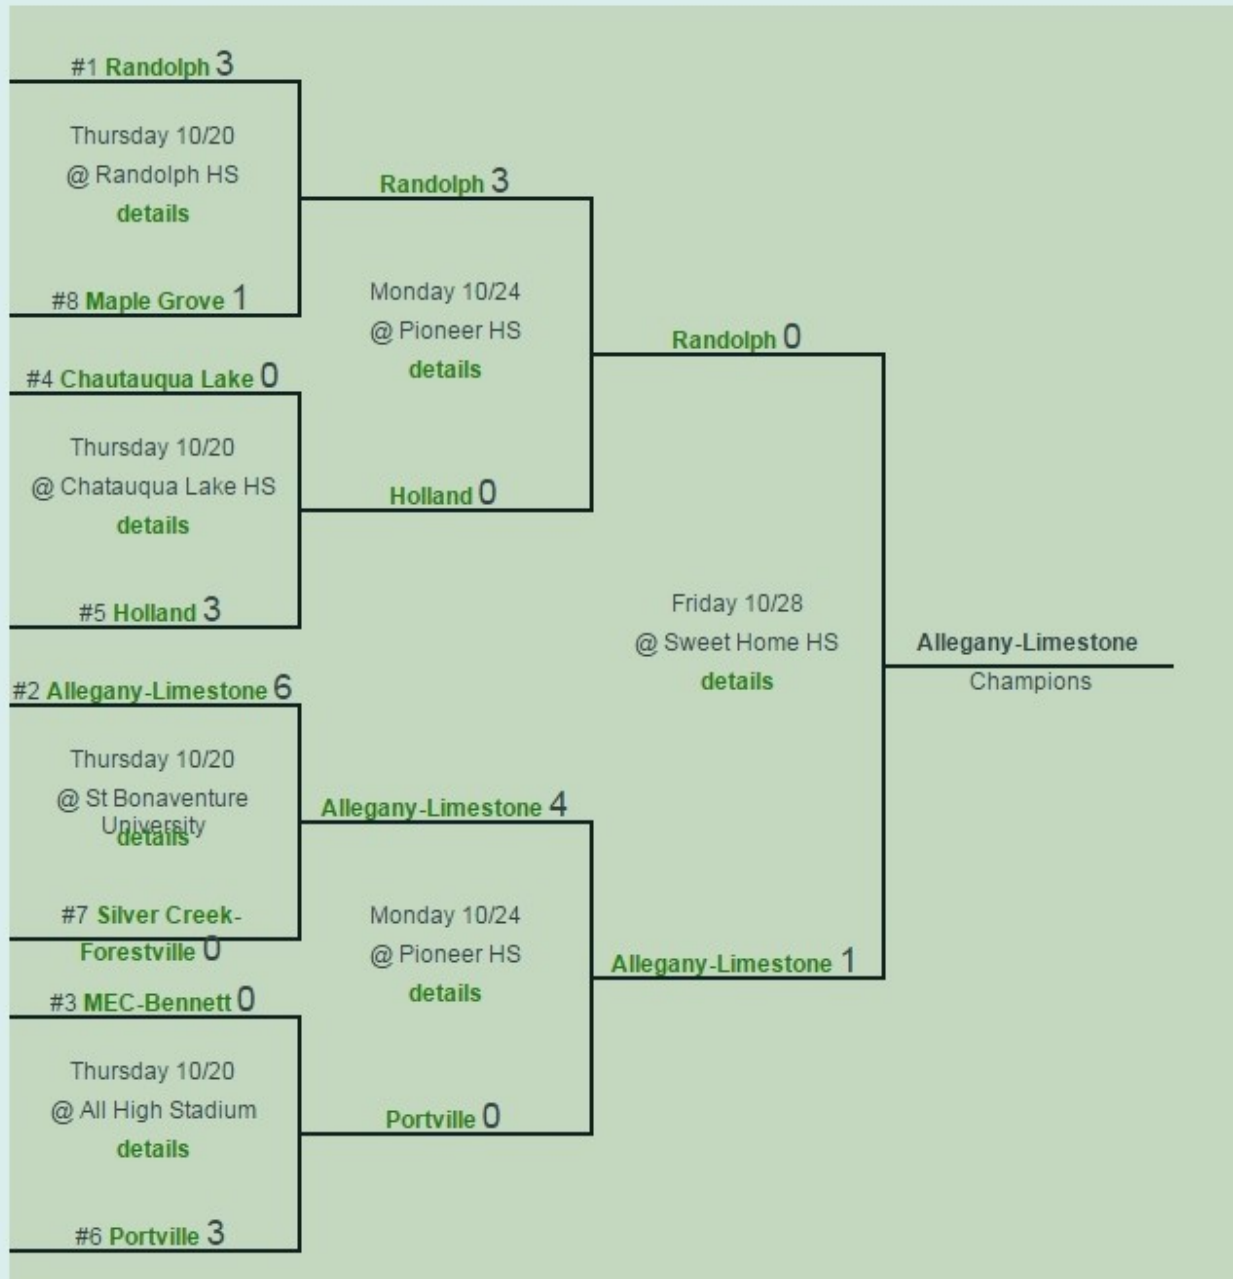 #1 Randolph 3
Thursday 10/20
@ Randolph HS
details
#8 Maple Grove 1
#4 Chautauqua Lake 0
Thursday 10/20
@ Chatauqua Lake HS
details
#5 Holland 3
#2 Allegany-Limestone 6
Thursday 10/20
@ St Bonaventure
University
details
#7 Silver Creek-
Forestville 0
#3 MEC-Bennett 0
Thursday 10/20
@ All High Stadium
details
#6 Portville 3
Randolph 3
Monday 10/24
@ Pioneer HS
details
Holland 0
Allegany-Limestone 4
Monday 10/24
@ Pioneer HS
details
Portville 0
Randolph 0
Friday 10/28
@ Sweet Home HS
details
Allegany-Limestone 1
Allegany-Limestone
Champions